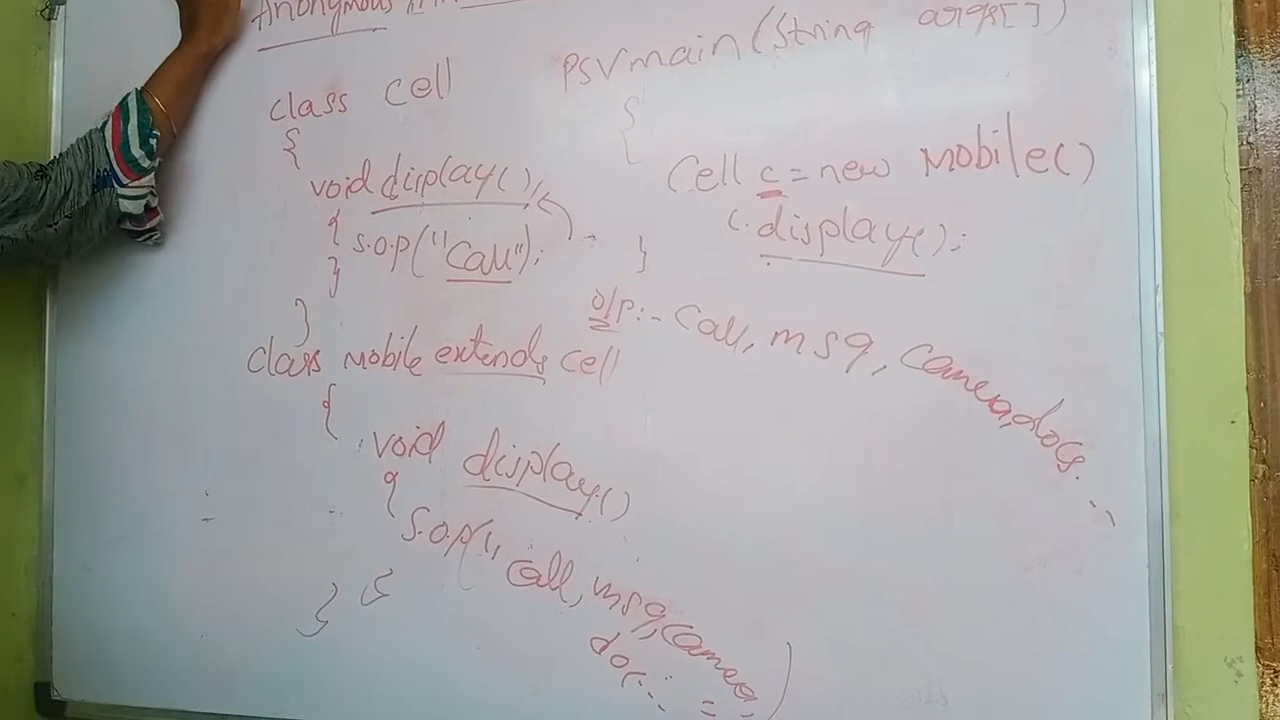 Anonymous
class cell
{
void display()
{
s.o.p("Call");
}
}
class mobile extends cell
{
void display()
{
s.o.p(" call, msg, camera,
doc... =
)
}
}
PSVmain(String args[])
{
Cell c = new Mobile()
c.display();
}
o/p:- Call, msg, camera, docs...